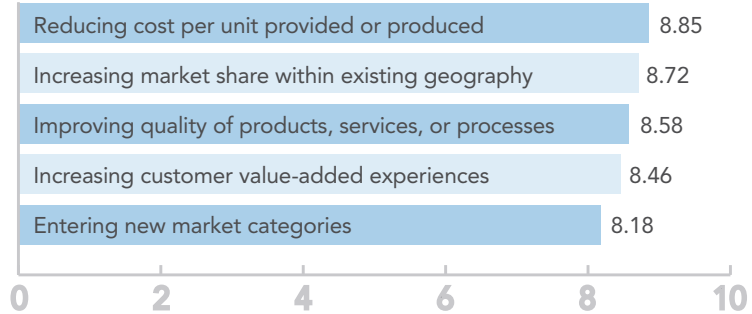 Reducing cost per unit provided or produced 8.85
Increasing market share within existing geography 8.72
Improving quality of products, services, or processes 8.58
Increasing customer value-added experiences 8.46
Entering new market categories 8.18
0 2 4 6 8 10